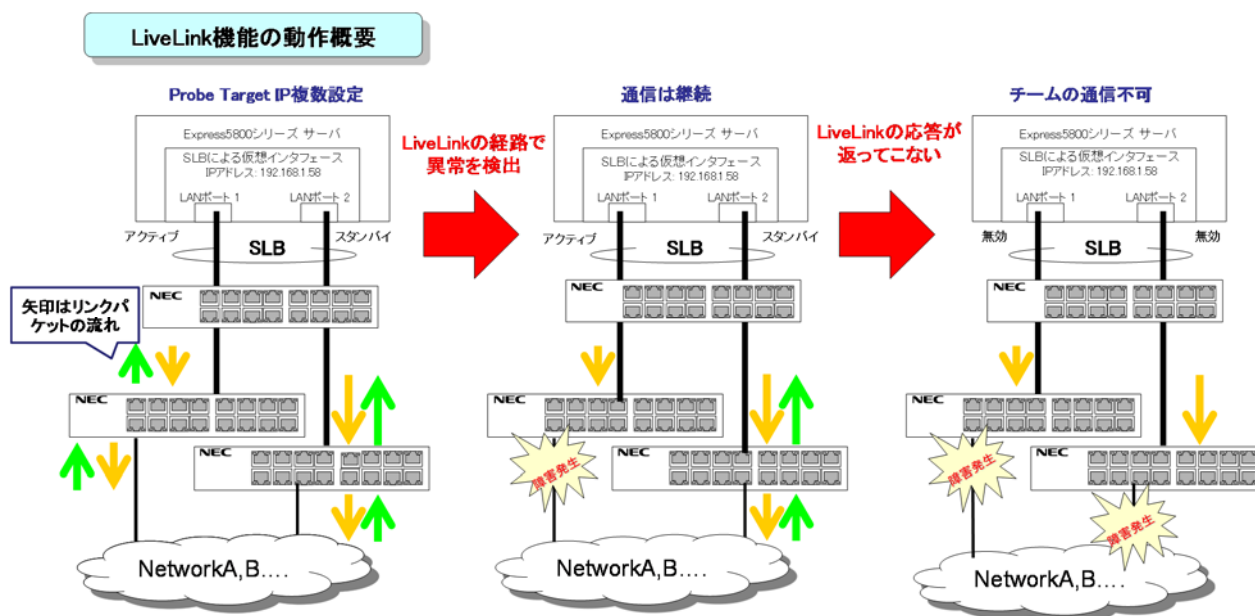 LiveLink機能の動作概要
Probe Target IP複数設定
Express5800シリーズ サーバ
SLBによる仮想インタフェース
IPアドレス: 192.168.1.58
LANポート 1
LANポート 2
アクティブ
スタンバイ
SLB
NEC
矢印はリンクパ
ケットの流れ
NEC
NEC
NetworkA,B....
LiveLinkの経路で
異常を検出
通信は継続
Express5800シリーズ サーバ
SLBによる仮想インタフェース
IPアドレス: 192.168.1.58
LANポート 1
LANポート 2
アクティブ
スタンバイ
SLB
NEC
NEC
NEC
障害発生
NetworkA,B....
LiveLinkの応答が
返ってこない
チームの通信不可
Express5800シリーズ サーバ
SLBによる仮想インタフェース
IPアドレス: 192.168.1.58
LANポート 1
LANポート 2
無効
無効
SLB
NEC
NEC
NEC
障害発生
障害発生
NetworkA,B....